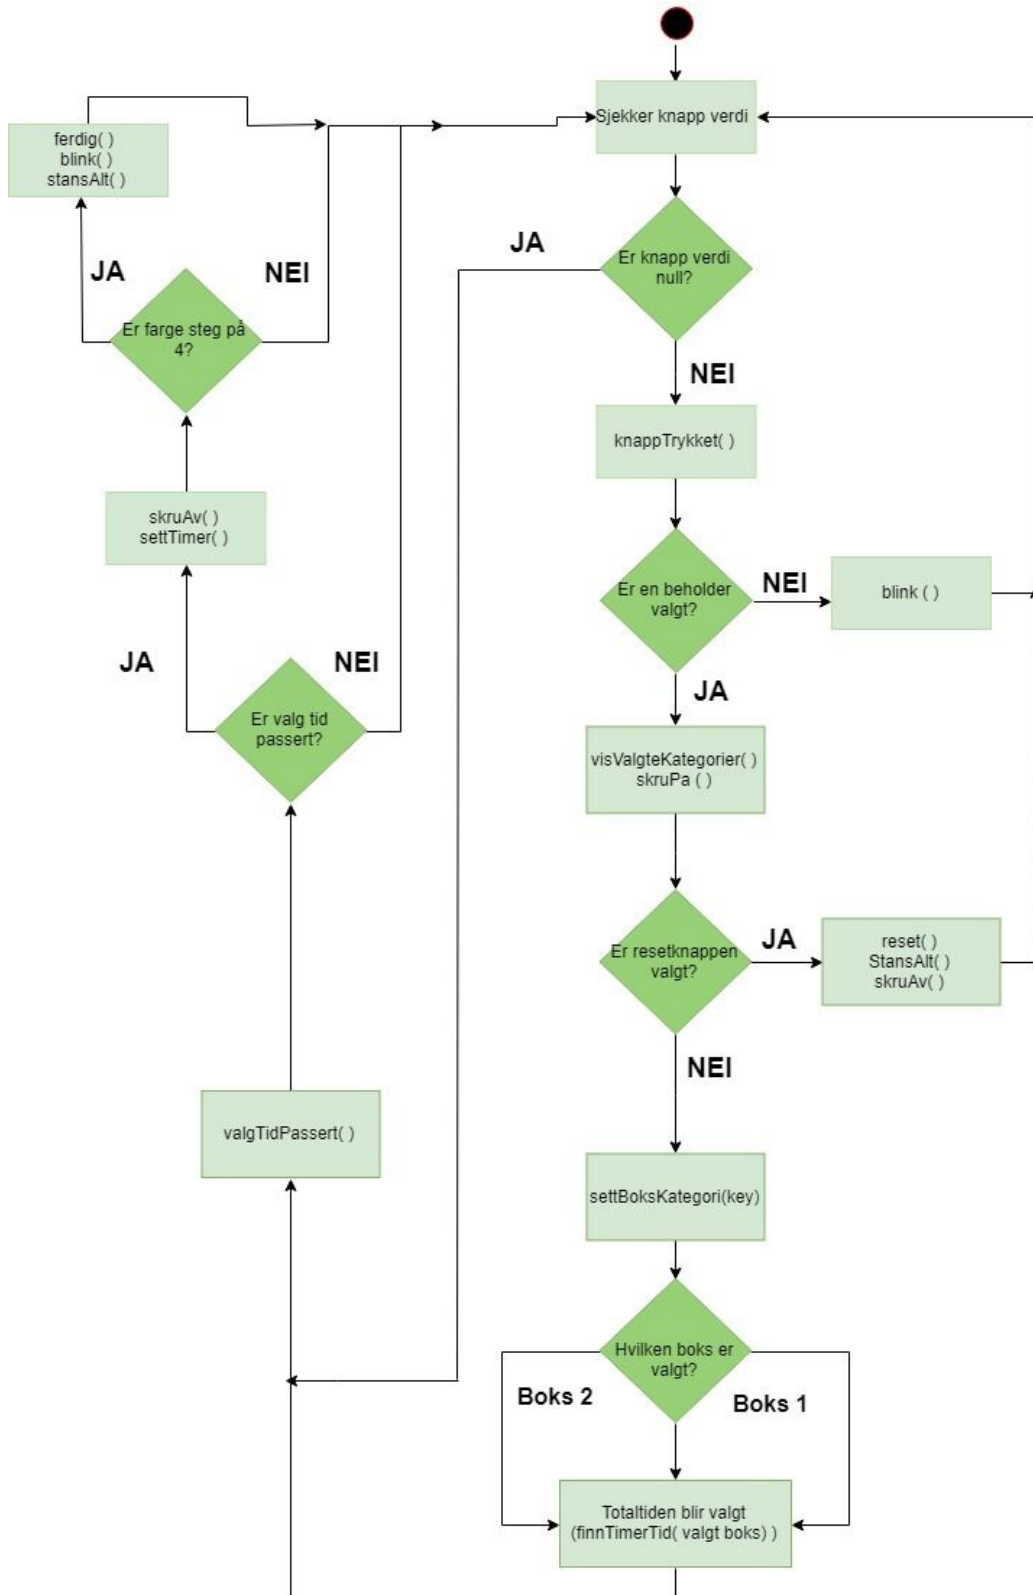 Sjekker knapp verdi
ferdig( )
blink( )
stansAlt( )
JA
Er knapp verdi
null?
JA
NEI
Er farge steg på
4?
NEI
knappTrykket( )
skruAv( )
settTimer( )
Er en beholder
valgt?
NEI
blink ( )
JA
NEI
JA
Er valg tid
passert?
visValgteKategorier( )
skruPa ( )
Er resetknappen
valgt?
JA
reset( )
StansAlt( )
skruAv( )
NEI
valgTidPassert( )
settBoksKategori(key)
Hvilken boks er
valgt?
Boks 2
Boks 1
Totaltiden blir valgt
(finnTimerTid( valgt boks) )